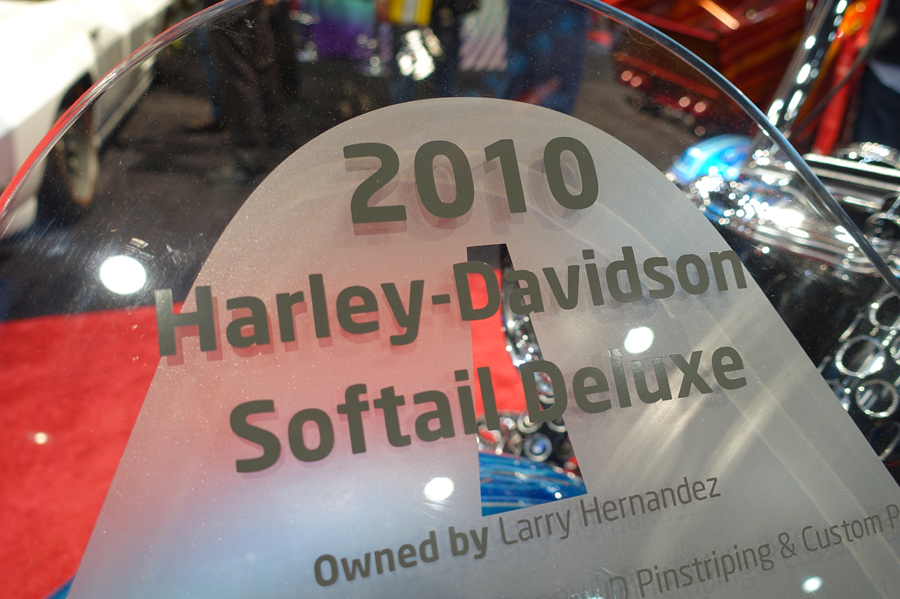 2010
Harley-Davidson
Softail Deluxe
Owned by Larry Hernandez
Pinstriping & Custom